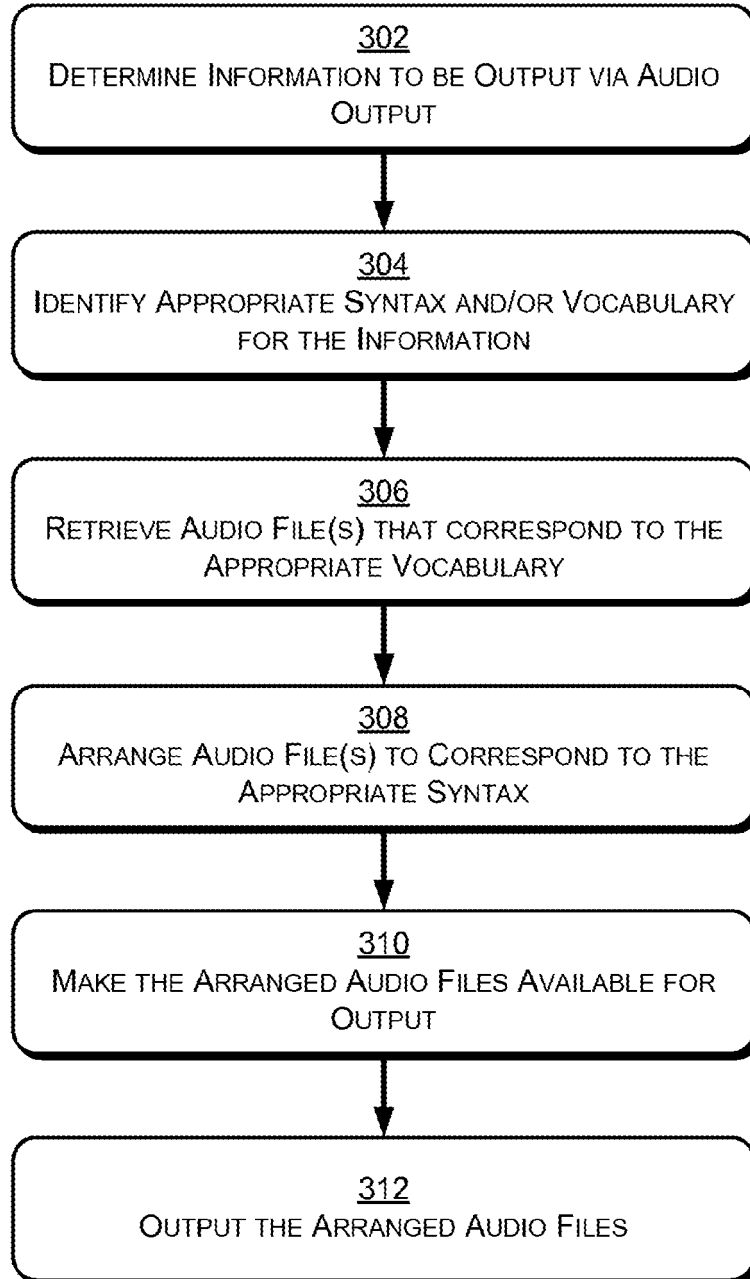 302
DETERMINE INFORMATION TO BE OUTPUT VIA AUDIO
OUTPUT
304
IDENTIFY APPROPRIATE SYNTAX AND/OR VOCABULARY
FOR THE INFORMATION
306
RETRIEVE AUDIO FILE(S) THAT CORRESPOND TO THE
APPROPRIATE VOCABULARY
308
ARRANGE AUDIO FILE(S) TO CORRESPOND TO THE
APPROPRIATE SYNTAX
310
MAKE THE ARRANGED AUDIO FILES AVAILABLE FOR
OUTPUT
312
OUTPUT THE ARRANGED AUDIO FILES